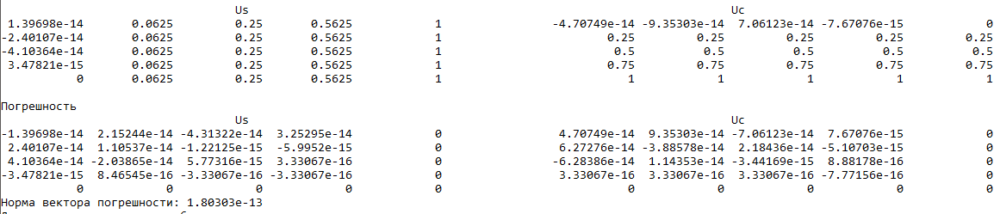 Us Uc
1.39698e-14 0.0625 0.25 0.5625 1 -4.70749e-14 -9.35303e-14 7.06123e-14 -7.67076e-15 0
-2.40107e-14 0.0625 0.25 0.5625 1 0.25 0.25 0.25 0.25 0.25
-4.10364e-14 0.0625 0.25 0.5625 1 0.5 0.5 0.5 0.5 0.5
3.47821e-15 0.0625 0.25 0.5625 1 0.75 0.75 0.75 0.75 0.75
0 0.0625 0.25 0.5625 1 1 1 1 1 1
Погрешность
Us Uc
-1.39698e-14 2.15244e-14 -4.31322e-14 3.25295e-14 0 4.70749e-14 9.35303e-14 -7.06123e-14 7.67076e-15 0
2.40107e-14 1.10537e-14 -1.22125e-15 -5.9952e-15 0 6.27276e-14 -3.88578e-14 2.18436e-14 -5.10703e-15 0
4.10364e-14 -2.03865e-14 5.77316e-15 3.33067e-16 0 -6.28386e-14 1.14353e-14 -3.44169e-15 8.88178e-16 0
-3.47821e-15 8.46545e-16 -3.33067e-16 -3.33067e-16 0 3.33067e-16 3.33067e-16 3.33067e-16 -7.77156e-16 0
0 0 0 0 0 0 0 0 0 0
Норма вектора погрешности: 1.80303e-13